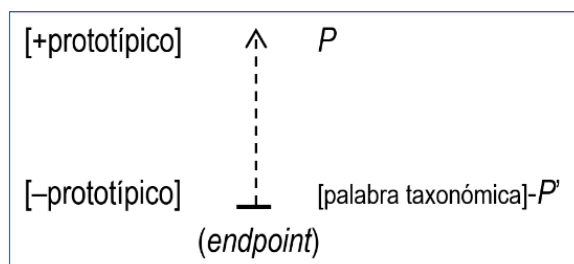 [+prototípico] P
[–prototípico] [palabra taxonómica]-P’
(endpoint)